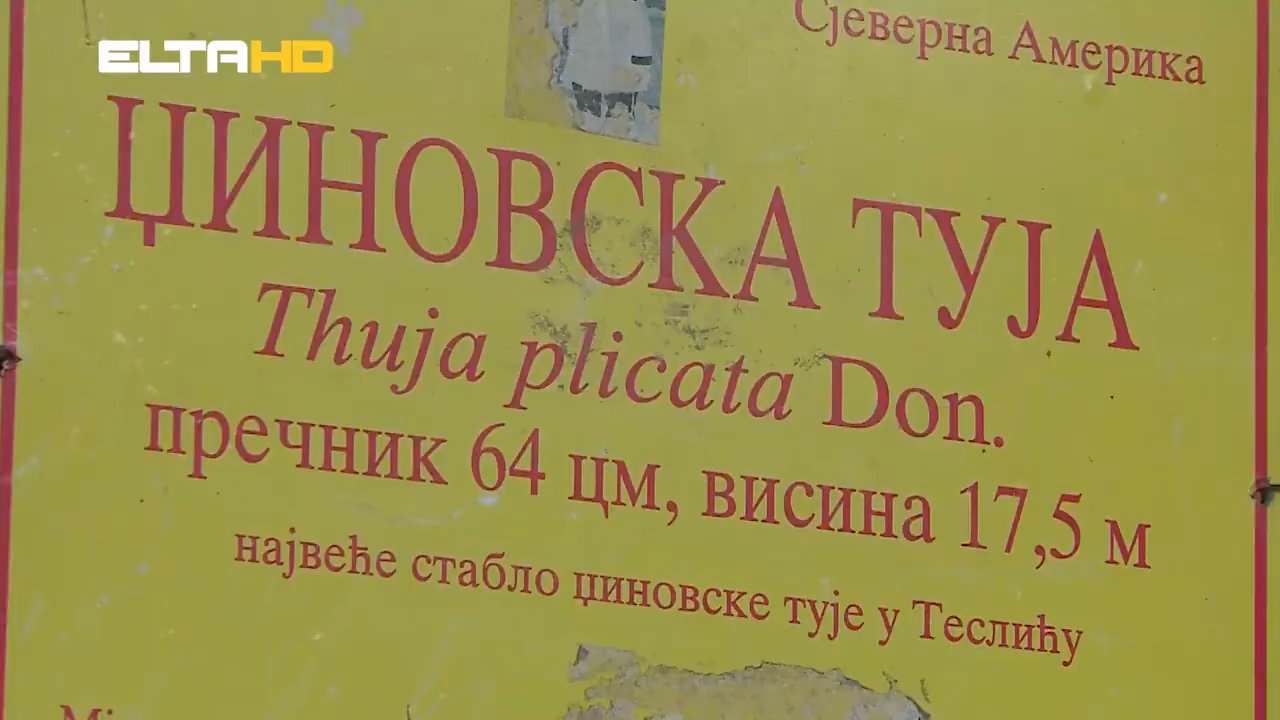 ELTAHD
Сјеверна Америка
ЏИНОВСКА ТУЈА
Thuja plicata Don.
пречник 64 цм, висина 17,5 м
највеће стабло џиновске тује у Теслићу